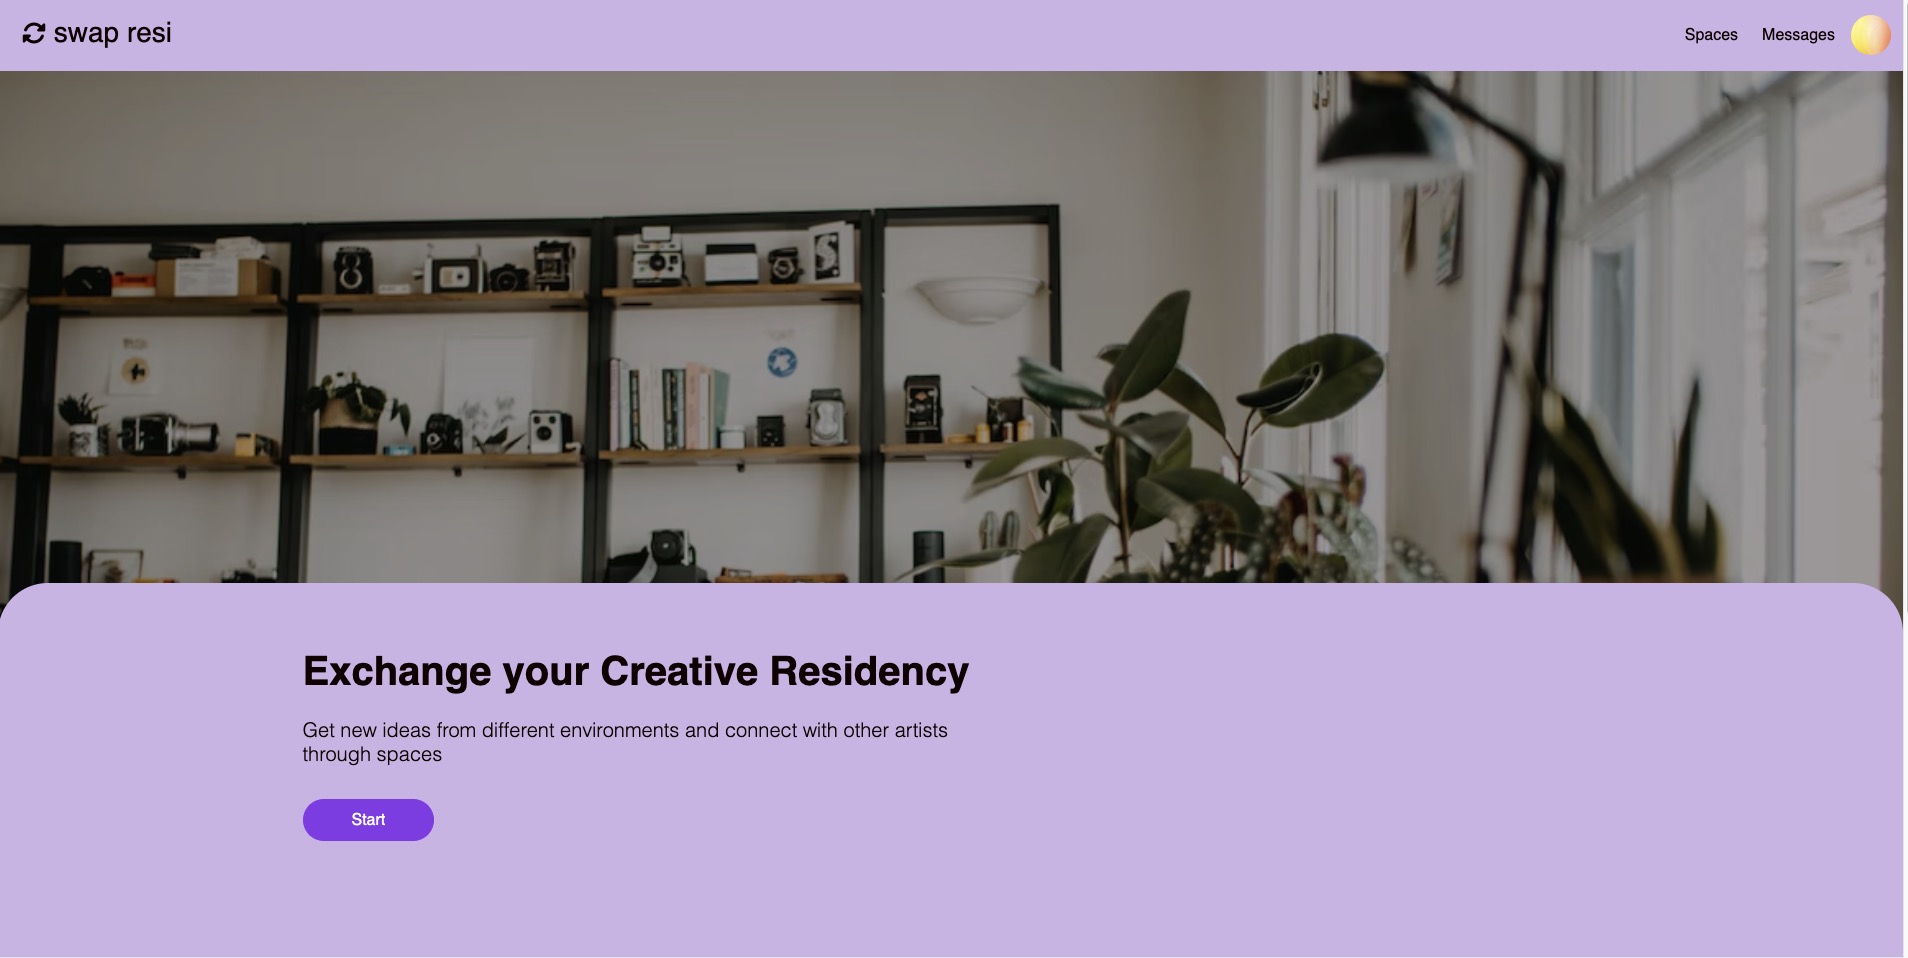 swap resi
Spaces
Messages
Exchange your Creative Residency
Get new ideas from different environments and connect with other artists
through spaces
Start